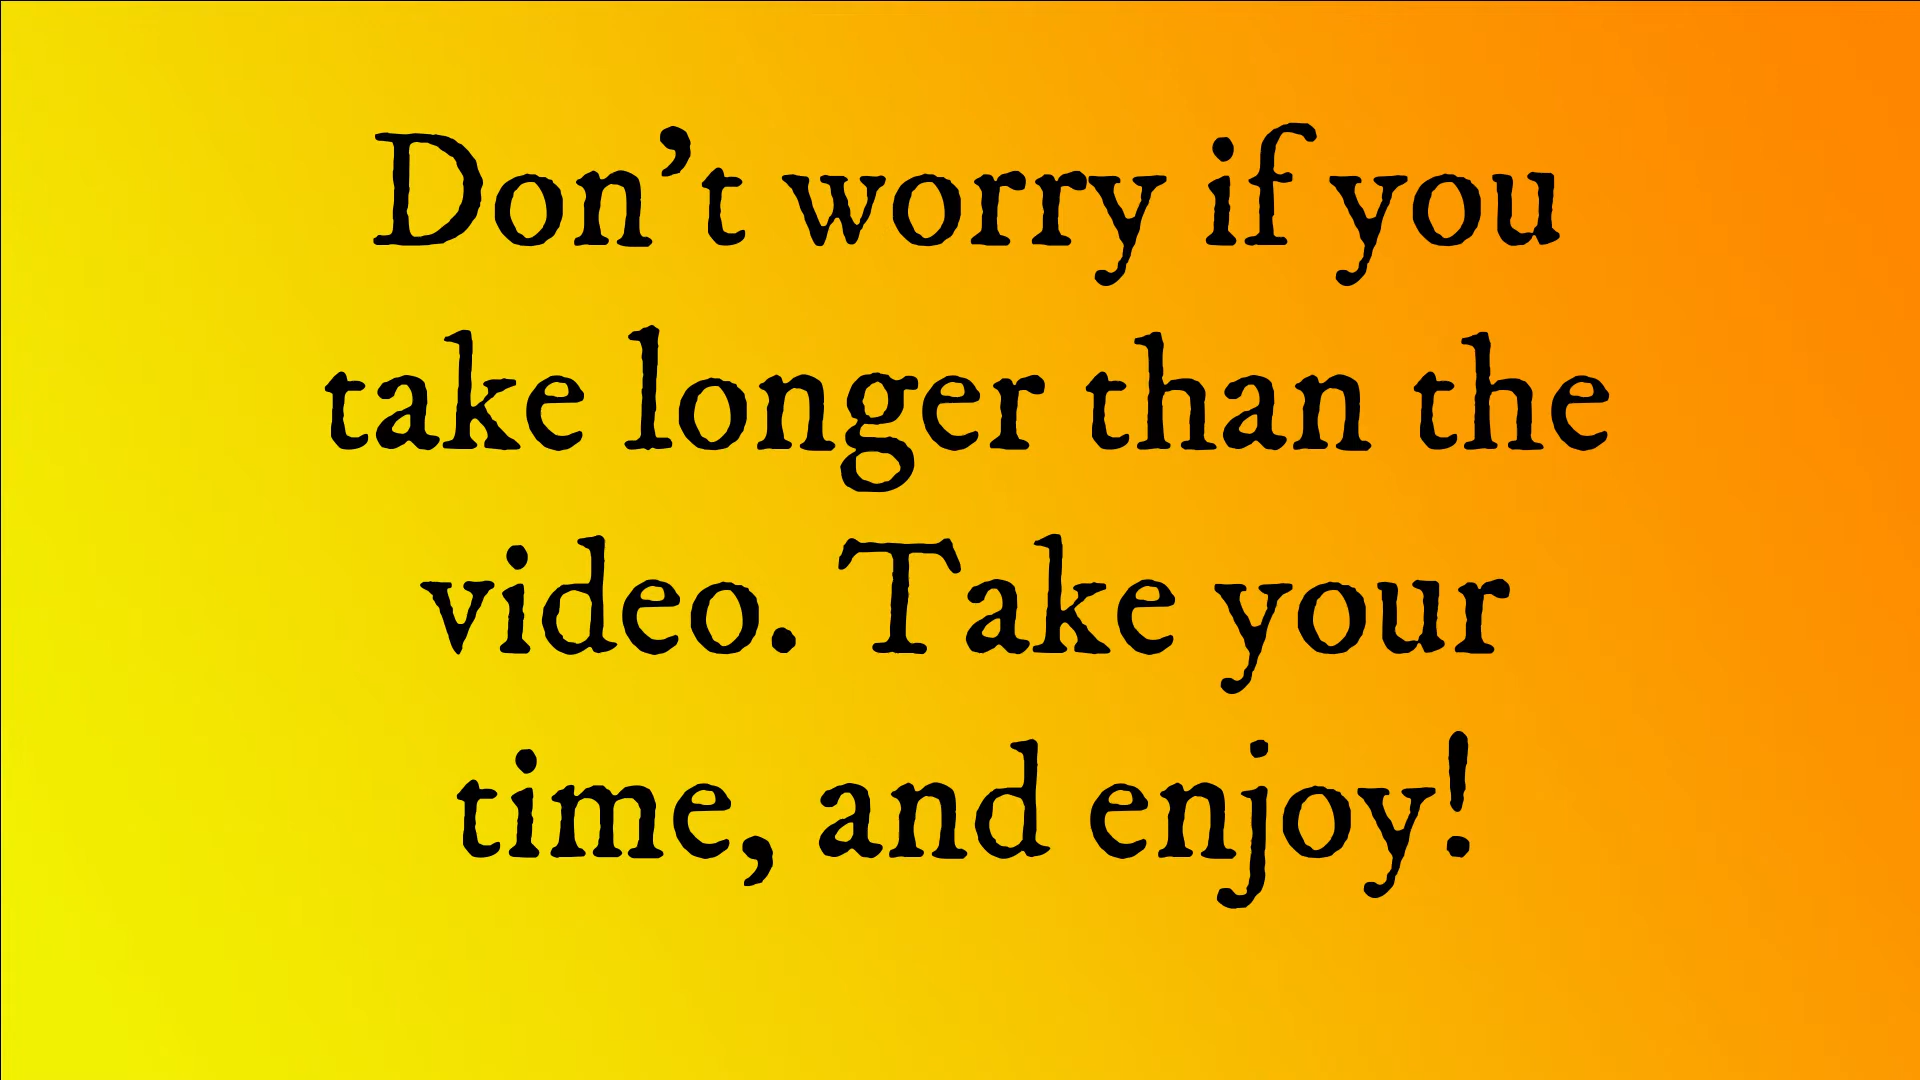 Don't worry if you
take longer than the
video. Take your
time, and enjoy!